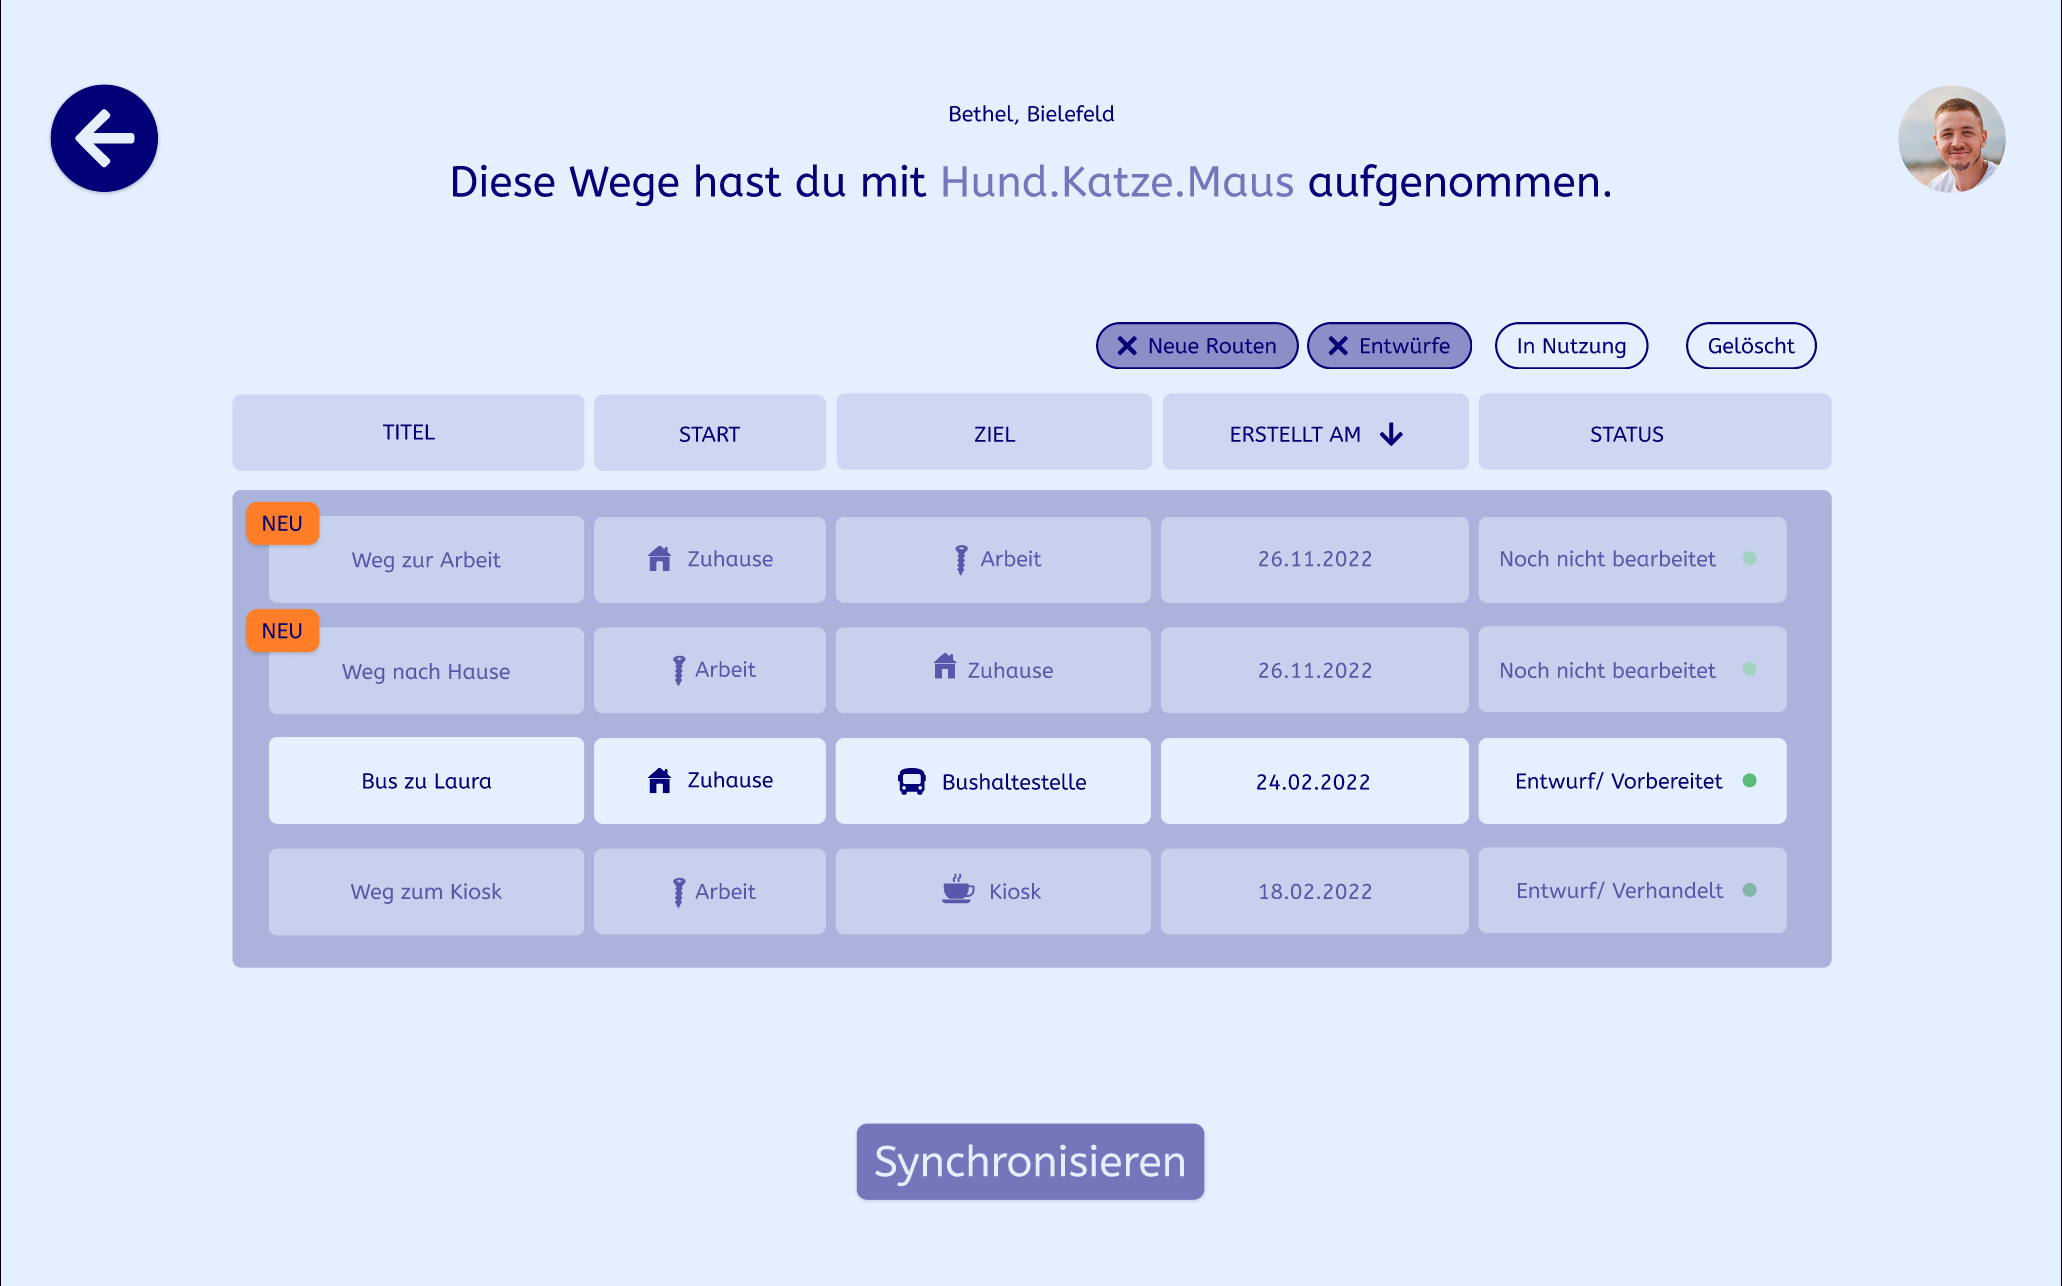 Bethel, Bielefeld
Diese Wege hast du mit Hund.Katze.Maus aufgenommen.
Neue Routen Entwürfe In Nutzung Gelöscht
TITEL START ZIEL ERSTELLT AM STATUS
NEU
Weg zur Arbeit Zuhause Arbeit 26.11.2022 Noch nicht bearbeitet
NEU
Weg nach Hause Arbeit Zuhause 26.11.2022 Noch nicht bearbeitet
Bus zu Laura Zuhause Bushaltestelle 24.02.2022 Entwurf/ Vorbereitet
Weg zum Kiosk Arbeit Kiosk 18.02.2022 Entwurf/ Verhandelt
Synchronisieren